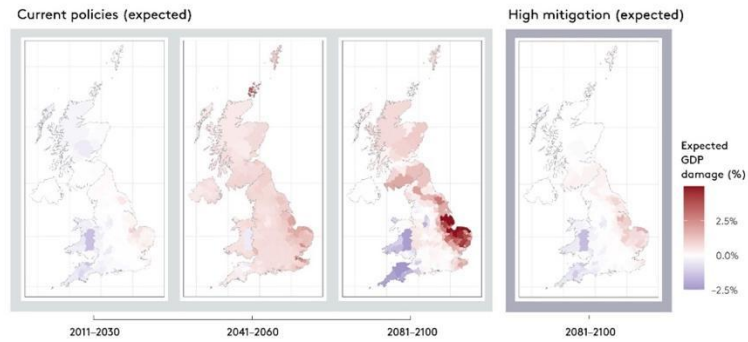 Current policies (expected)
High mitigation (expected)
Expected
GDP
damage (%)
2.5%
0.0%
−2.5%
2011–2030
2041–2060
2081–2100
2081–2100